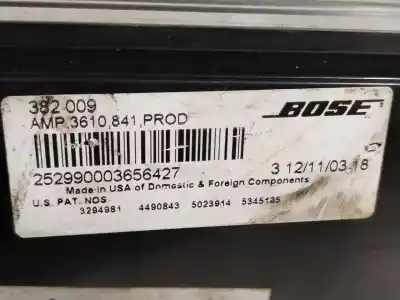 382.009
BOSE
AMP,3610,841,PROD
252990003656427
3 12/11/03.18
Made in USA of Domestic & Foreign Components
U.S. PAT. NOS.
3294981 4490843 5023914 5345135